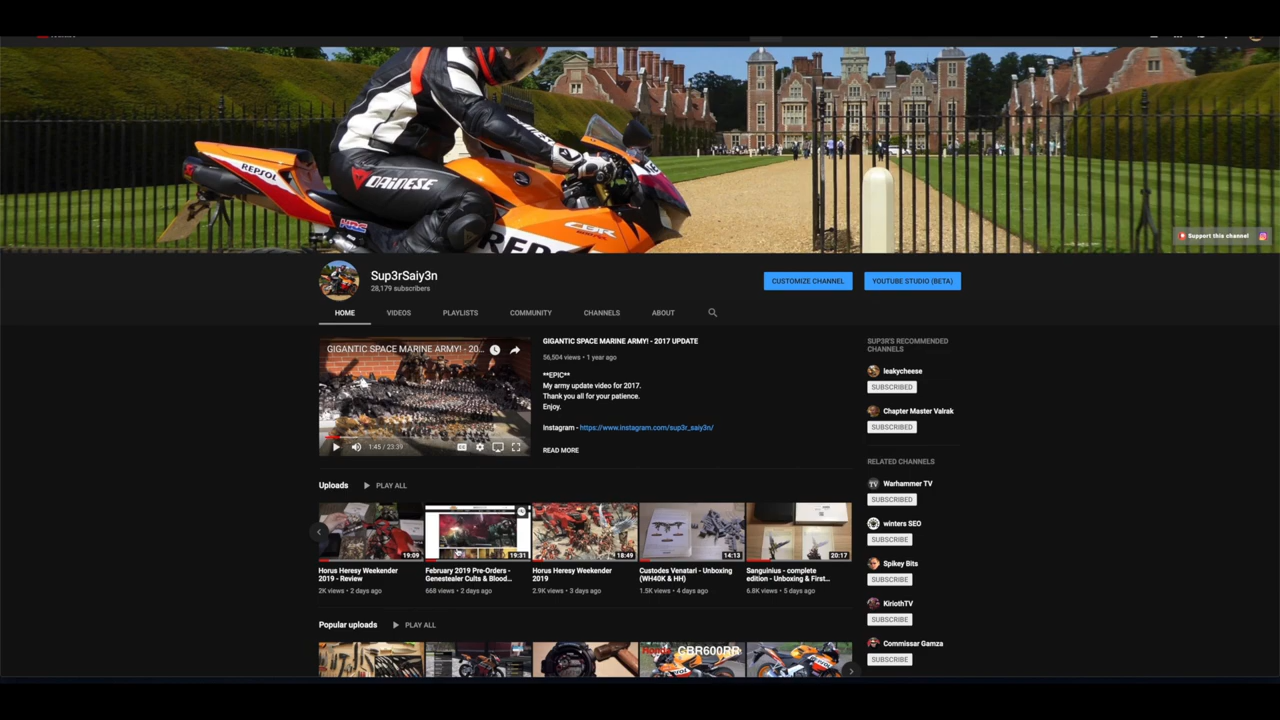 REPSOL
DAINESE
HRC
REPSO
CBR
Support this channel
Sup3rSaiy3n
28,179 subscribers
CUSTOMIZE CHANNEL
YOUTUBE STUDIO (BETA)
HOME
VIDEOS
PLAYLISTS
COMMUNITY
CHANNELS
ABOUT
GIGANTIC SPACE MARINE ARMY! - 20...
1:45 / 23:39
GIGANTIC SPACE MARINE ARMY! - 2017 UPDATE
56,504 views • 1 year ago
**EPIC**
My army update video for 2017.
Thank you all for your patience.
Enjoy.
Instagram - https://www.instagram.com/sup3r_saiy3n/
READ MORE
SUP3R'S RECOMMENDED
CHANNELS
leakycheese
SUBSCRIBED
Chapter Master Valrak
SUBSCRIBED
RELATED CHANNELS
TV
Warhammer TV
SUBSCRIBED
winters SEO
SUBSCRIBE
Spikey Bits
SUBSCRIBE
KiriothTV
SUBSCRIBE
Commissar Gamza
SUBSCRIBE
Uploads
PLAY ALL
19:09
Horus Heresy Weekender
2019 - Review
2K views • 2 days ago
19:31
February 2019 Pre-Orders -
Genestealer Cults & Blood...
668 views • 2 days ago
18:49
Horus Heresy Weekender
2019
2.9K views • 3 days ago
14:13
Custodes Venatari - Unboxing
(WH40K & HH)
1.5K views • 4 days ago
20:17
Sanguinius - complete
edition - Unboxing & First...
6.8K views • 5 days ago
Popular uploads
PLAY ALL
Honda CBR600RR